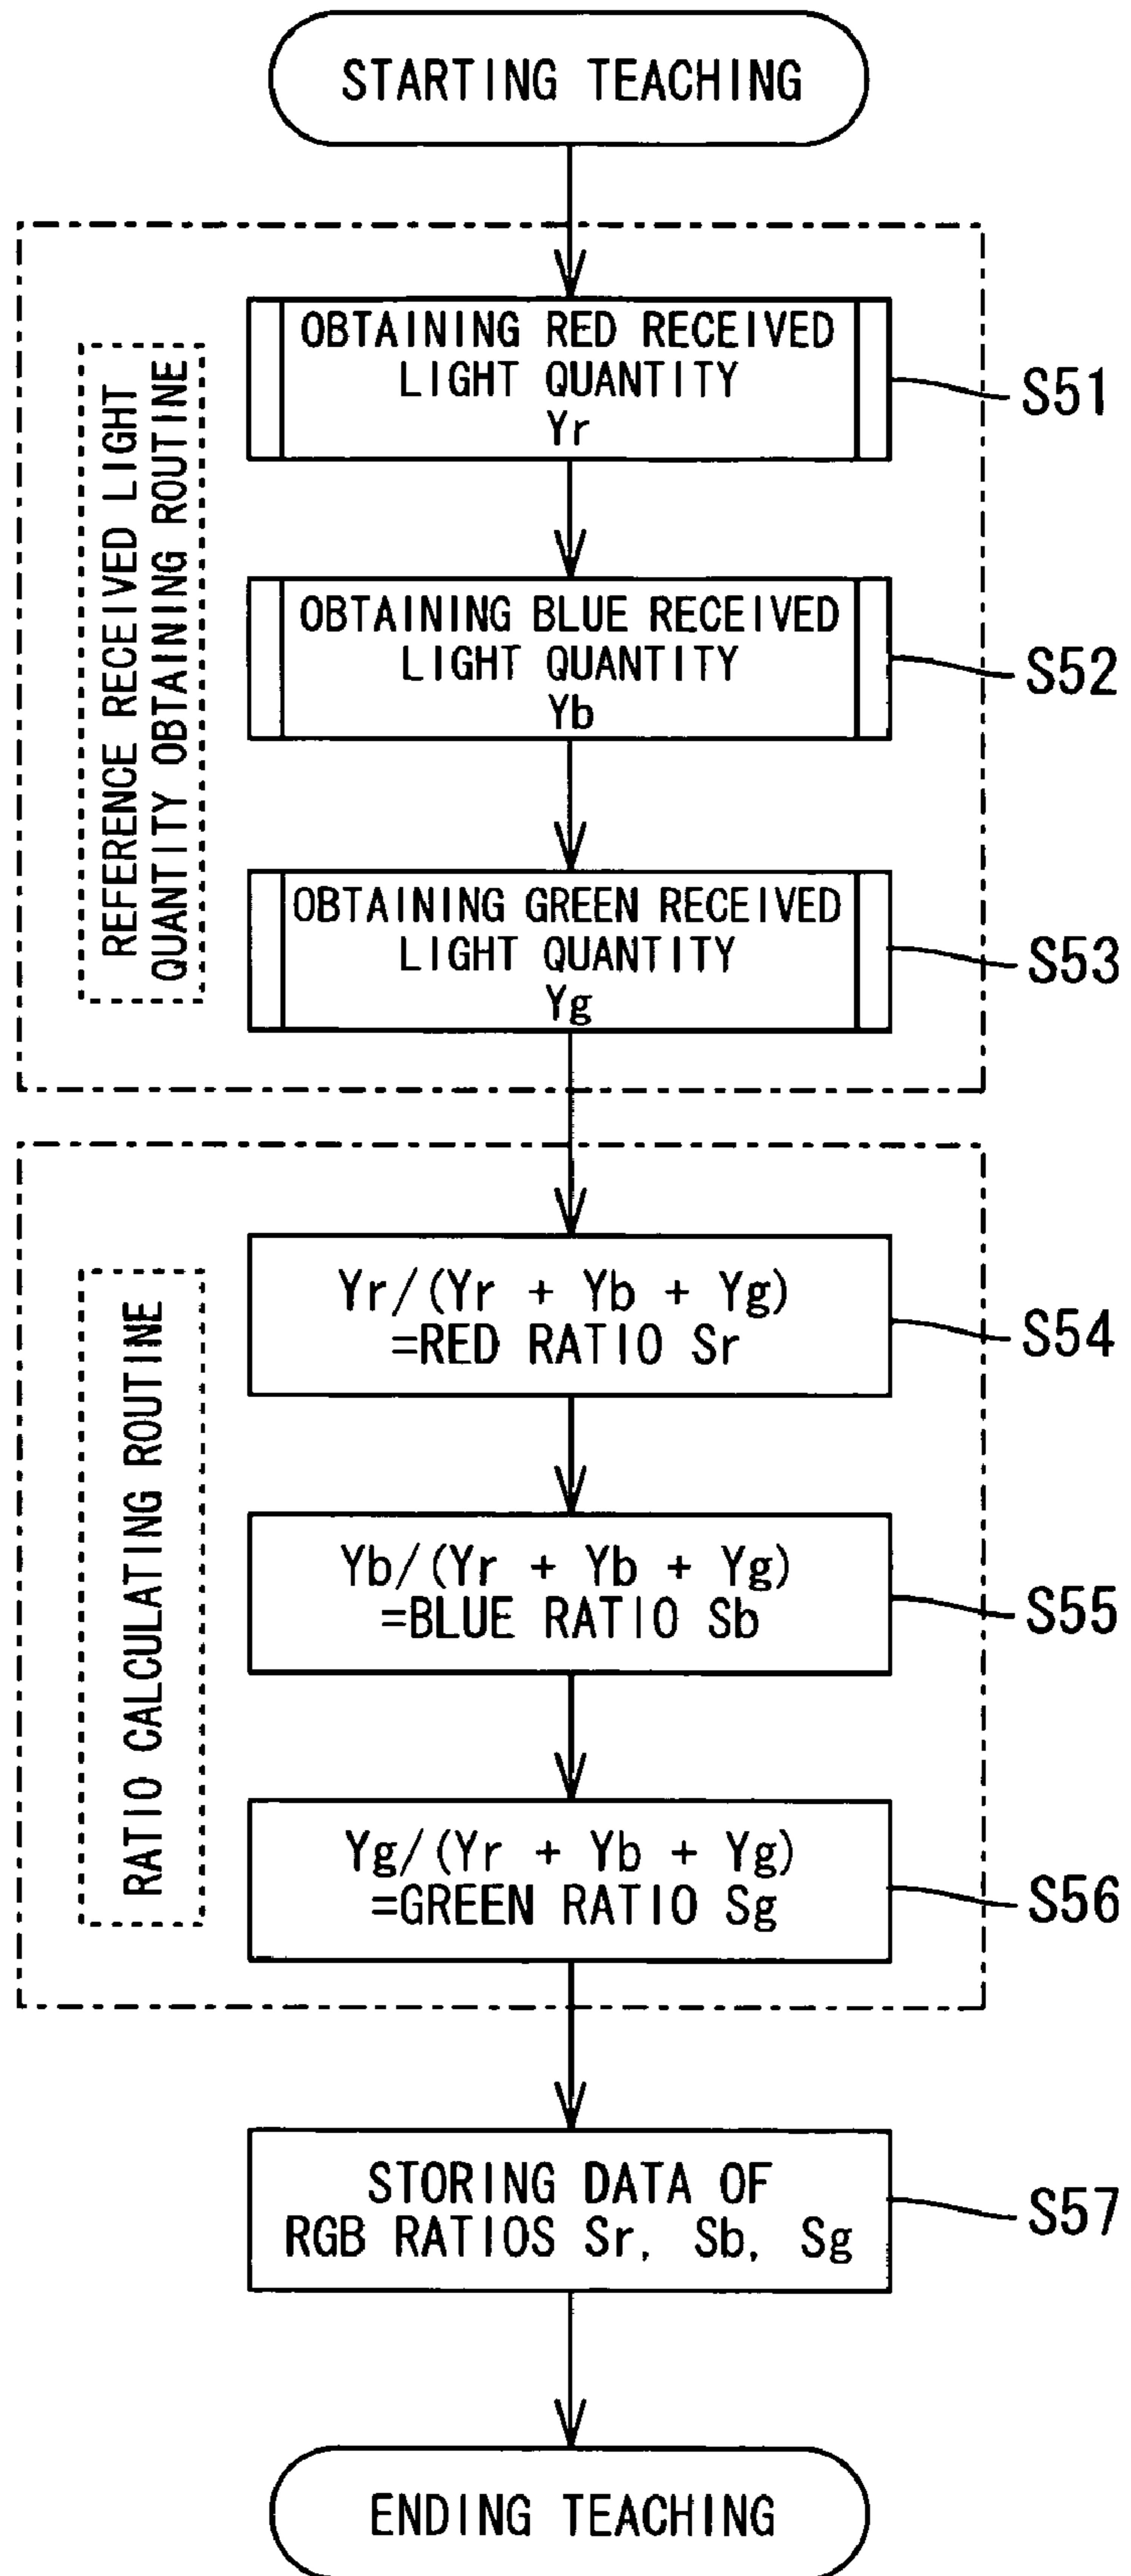 STARTING TEACHING
REFERENCE RECEIVED LIGHT
QUANTITY OBTAINING ROUTINE
OBTAINING RED RECEIVED
LIGHT QUANTITY
Yr
S51
OBTAINING BLUE RECEIVED
LIGHT QUANTITY
Yb
S52
OBTAINING GREEN RECEIVED
LIGHT QUANTITY
Yg
S53
RATIO CALCULATING ROUTINE
Yr/(Yr + Yb + Yg)
=RED RATIO Sr
S54
Yb/(Yr + Yb + Yg)
=BLUE RATIO Sb
S55
Yg/(Yr + Yb + Yg)
=GREEN RATIO Sg
S56
STORING DATA OF
RGB RATIOS Sr, Sb, Sg
S57
ENDING TEACHING